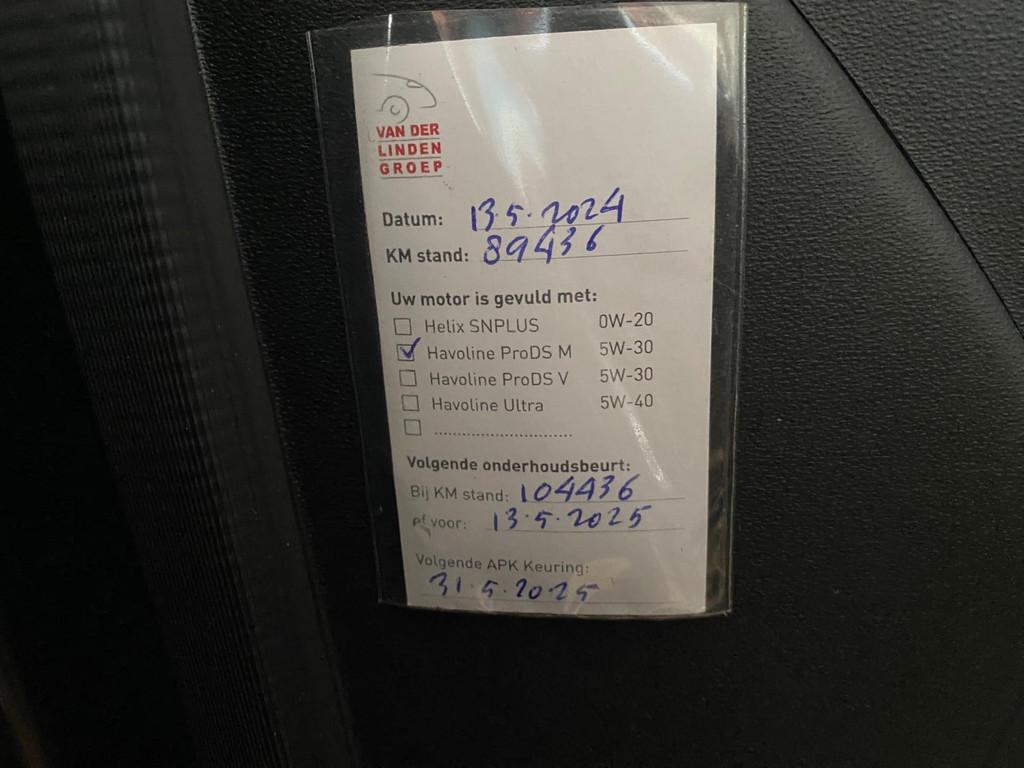 VAN DER
LINDEN
GROEP
Datum: 13.5.2024
KM stand: 89436
Uw motor is gevuld met:
Helix SNPLUS 0W-20
Havoline ProDS M 5W-30
Havoline ProDS V 5W-30
Havoline Ultra 5W-40
..............................
Volgende onderhoudsbeurt:
Bij KM stand: 104436
of voor: 13.5.2025
Volgende APK Keuring:
31.5.2025